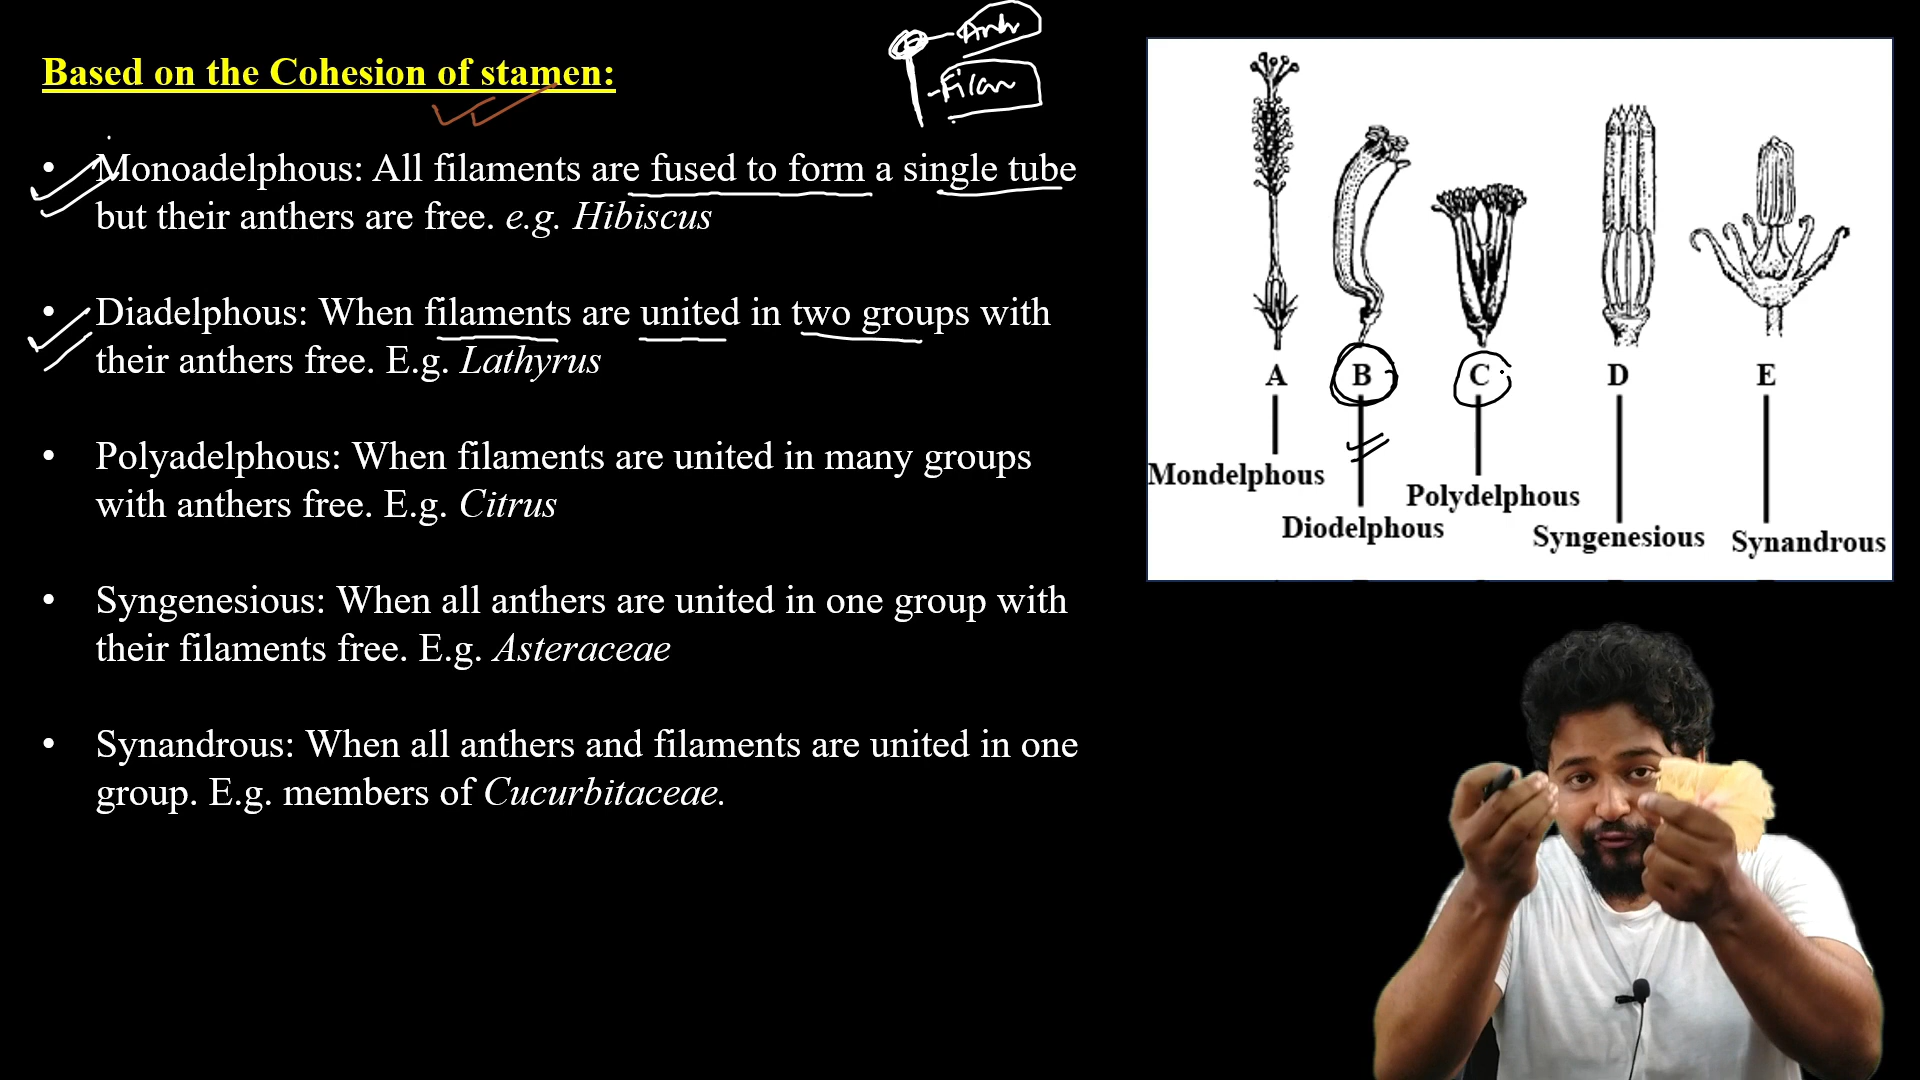 Based on the Cohesion of stamen:
Anth
Filan
• Monoadelphous: All filaments are fused to form a single tube
but their anthers are free. e.g. Hibiscus
• Diadelphous: When filaments are united in two groups with
their anthers free. E.g. Lathyrus
• Polyadelphous: When filaments are united in many groups
with anthers free. E.g. Citrus
• Syngenesious: When all anthers are united in one group with
their filaments free. E.g. Asteraceae
• Synandrous: When all anthers and filaments are united in one
group. E.g. members of Cucurbitaceae.
A B C D E
Mondelphous
Polydelphous
Diodelphous
Syngenesious
Synandrous